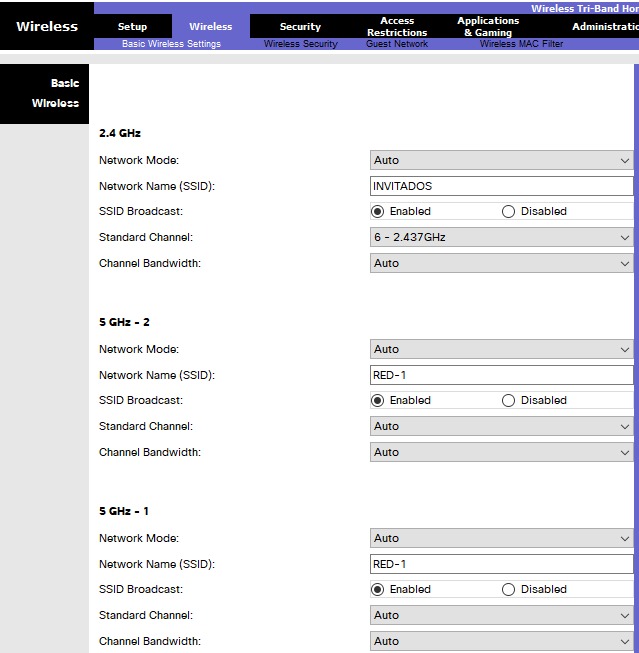 Wireless Tri-Band Hom
Wireless
Setup Wireless Security Access Restrictions Applications & Gaming Administratio
Basic Wireless Settings Wireless Security Guest Network Wireless MAC Filter
Basic
Wireless
2.4 GHz
Network Mode: Auto
Network Name (SSID): INVITADOS
SSID Broadcast: Enabled Disabled
Standard Channel: 6 - 2.437GHz
Channel Bandwidth: Auto
5 GHz - 2
Network Mode: Auto
Network Name (SSID): RED-1
SSID Broadcast: Enabled Disabled
Standard Channel: Auto
Channel Bandwidth: Auto
5 GHz - 1
Network Mode: Auto
Network Name (SSID): RED-1
SSID Broadcast: Enabled Disabled
Standard Channel: Auto
Channel Bandwidth: Auto